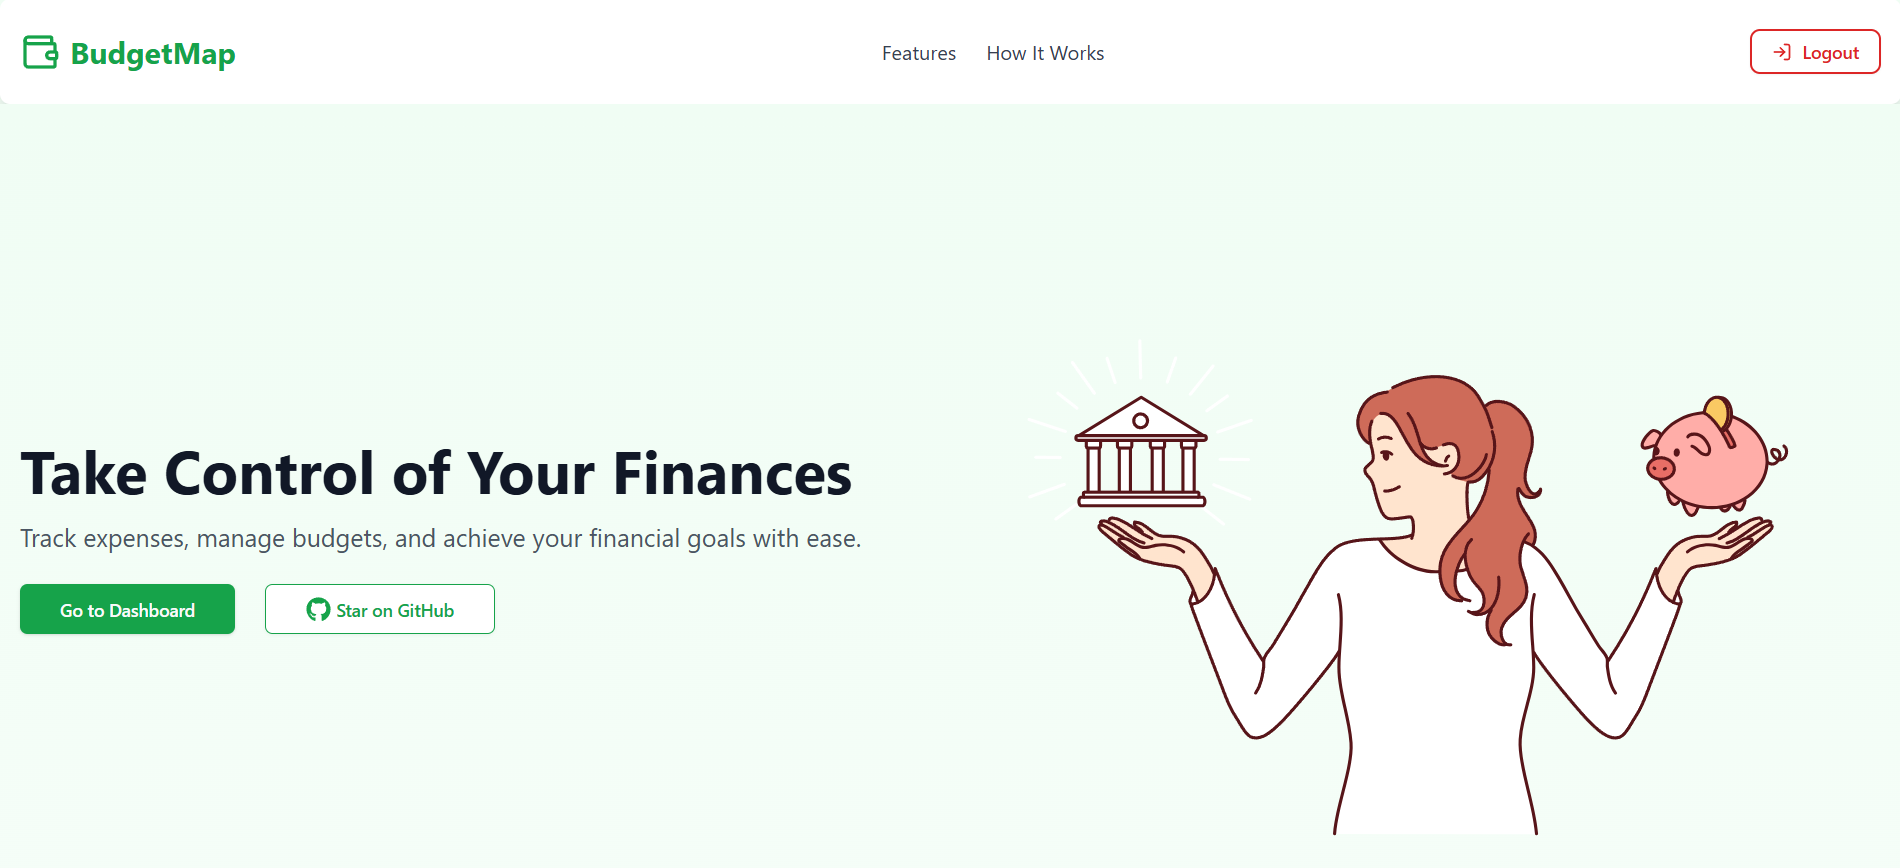 BudgetMap
Features
How It Works
Logout
Take Control of Your Finances
Track expenses, manage budgets, and achieve your financial goals with ease.
Go to Dashboard
Star on GitHub